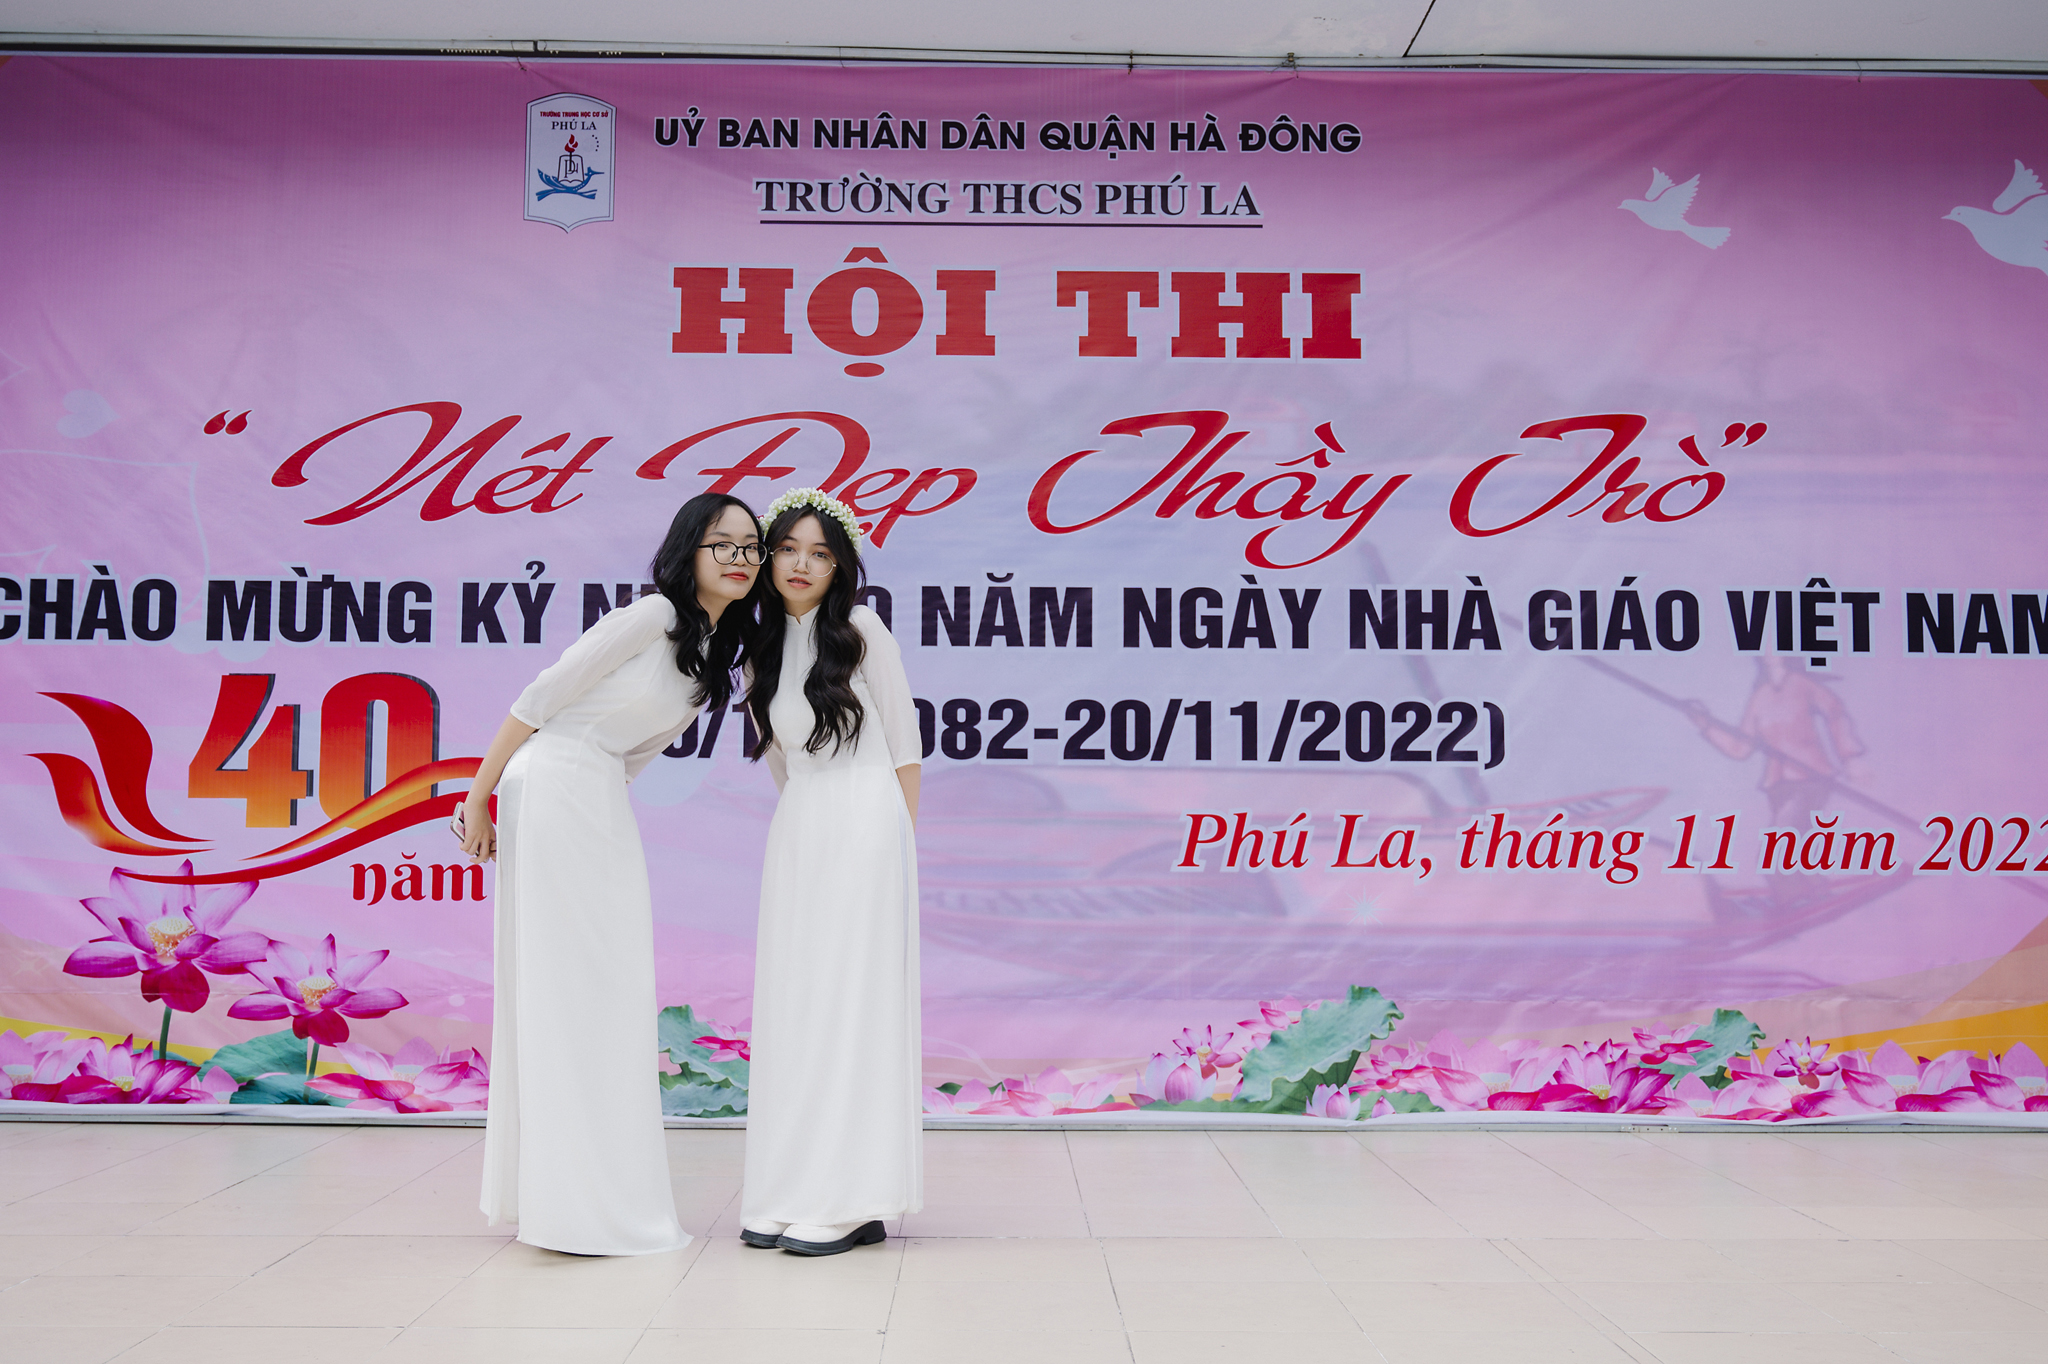 TRƯỜNG TRUNG HỌC CƠ SỞ
PHÚ LA
UỶ BAN NHÂN DÂN QUẬN HÀ ĐÔNG
TRƯỜNG THCS PHÚ LA
HỘI THI
“Nét Đẹp Thầy Trò”
CHÀO MỪNG KỶ NĂM NGÀY NHÀ GIÁO VIỆT NAM
982-20/11/2022)
40
năm
Phú La, tháng 11 năm 2022